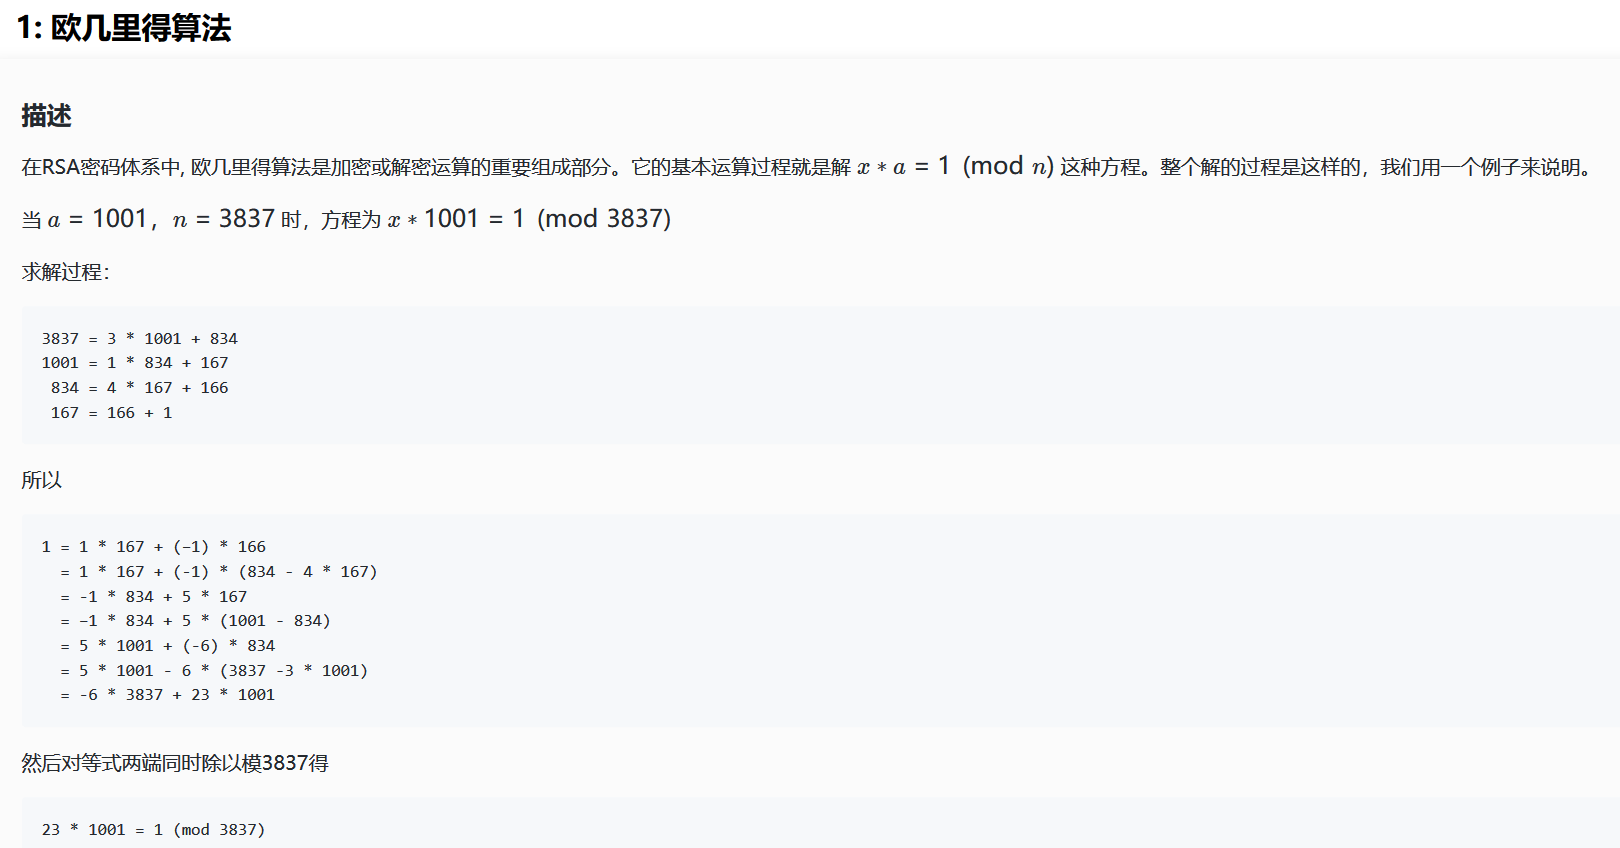 1: 欧几里得算法
描述
在RSA密码体系中, 欧几里得算法是加密或解密运算的重要组成部分。它的基本运算过程就是解 x * a = 1 (mod n) 这种方程。整个解的过程是这样的，我们用一个例子来说明。
当 a = 1001，n = 3837 时，方程为 x * 1001 = 1 (mod 3837)
求解过程：
3837 = 3 * 1001 + 834
1001 = 1 * 834 + 167
834 = 4 * 167 + 166
167 = 166 + 1
所以
1 = 1 * 167 + (-1) * 166
= 1 * 167 + (-1) * (834 - 4 * 167)
= -1 * 834 + 5 * 167
= -1 * 834 + 5 * (1001 - 834)
= 5 * 1001 + (-6) * 834
= 5 * 1001 - 6 * (3837 -3 * 1001)
= -6 * 3837 + 23 * 1001
然后对等式两端同时除以模3837得
23 * 1001 = 1 (mod 3837)